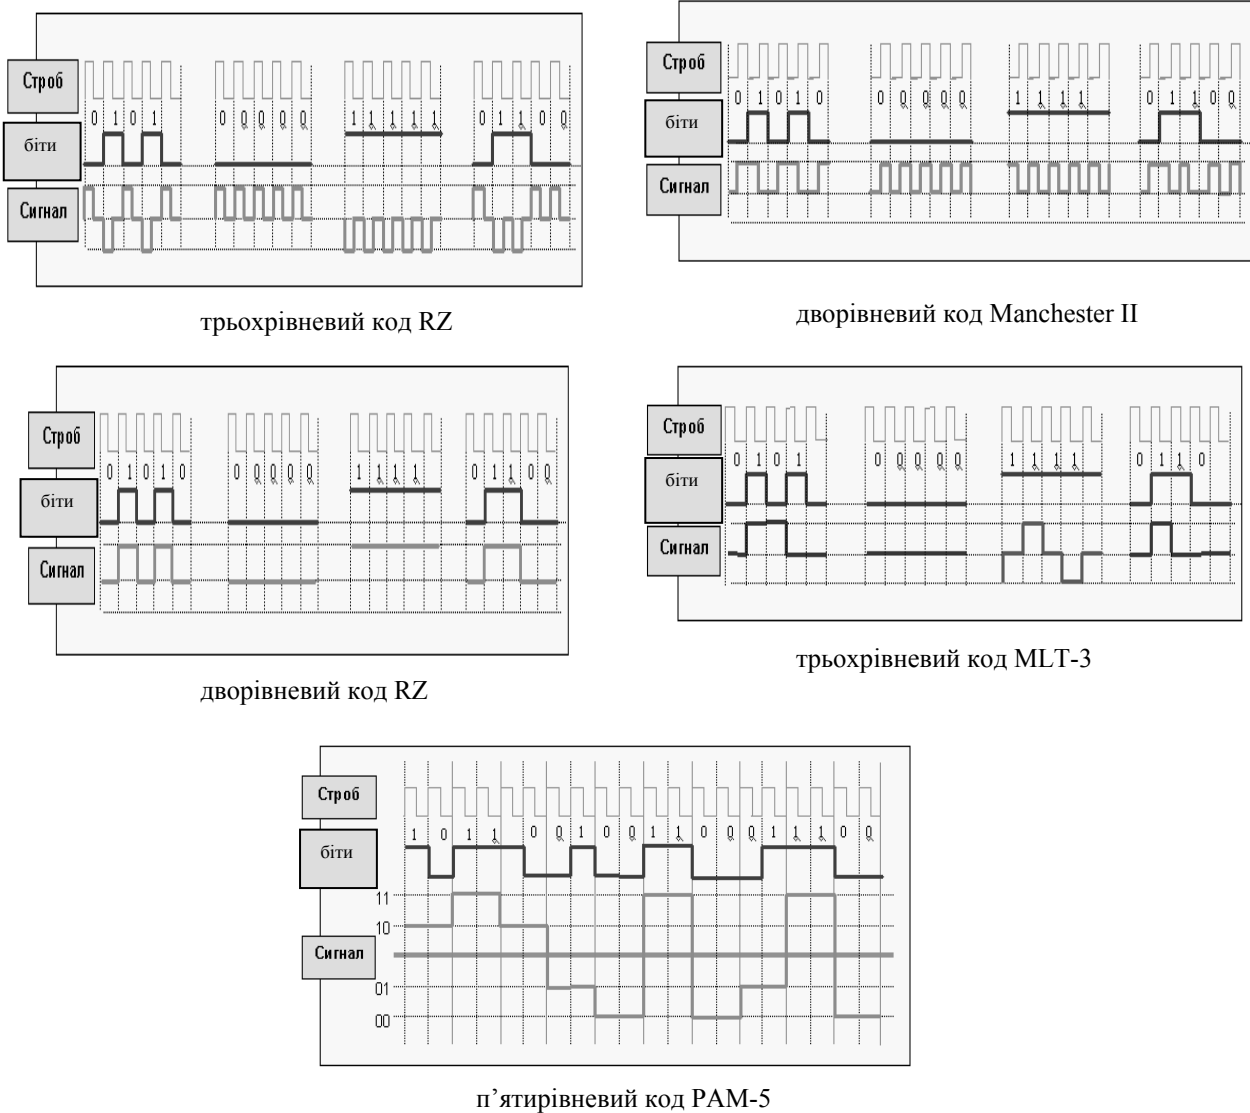 Строб
0 1 0 1
0 0 0 0 0
1 1 1 1 1
0 1 1 0 0
біти
Сигнал
трьохрівневий код RZ
Строб
0 1 0 1 0
0 0 0 0 0
1 1 1 1
0 1 1 0 0
біти
Сигнал
дворівневий код Manchester II
Строб
0 1 0 1 0
0 0 0 0 0
1 1 1 1
0 1 1 0 0
біти
Сигнал
дворівневий код RZ
Строб
0 1 0 1
0 0 0 0 0
1 1 1 1
0 1 1 0
біти
Сигнал
трьохрівневий код MLT-3
Строб
1 0 1 1 0 0 1 0 0 1 1 0 0 0 1 1 1 0 0
біти
11
10
Сигнал
01
00
п’ятирівневий код PAM-5